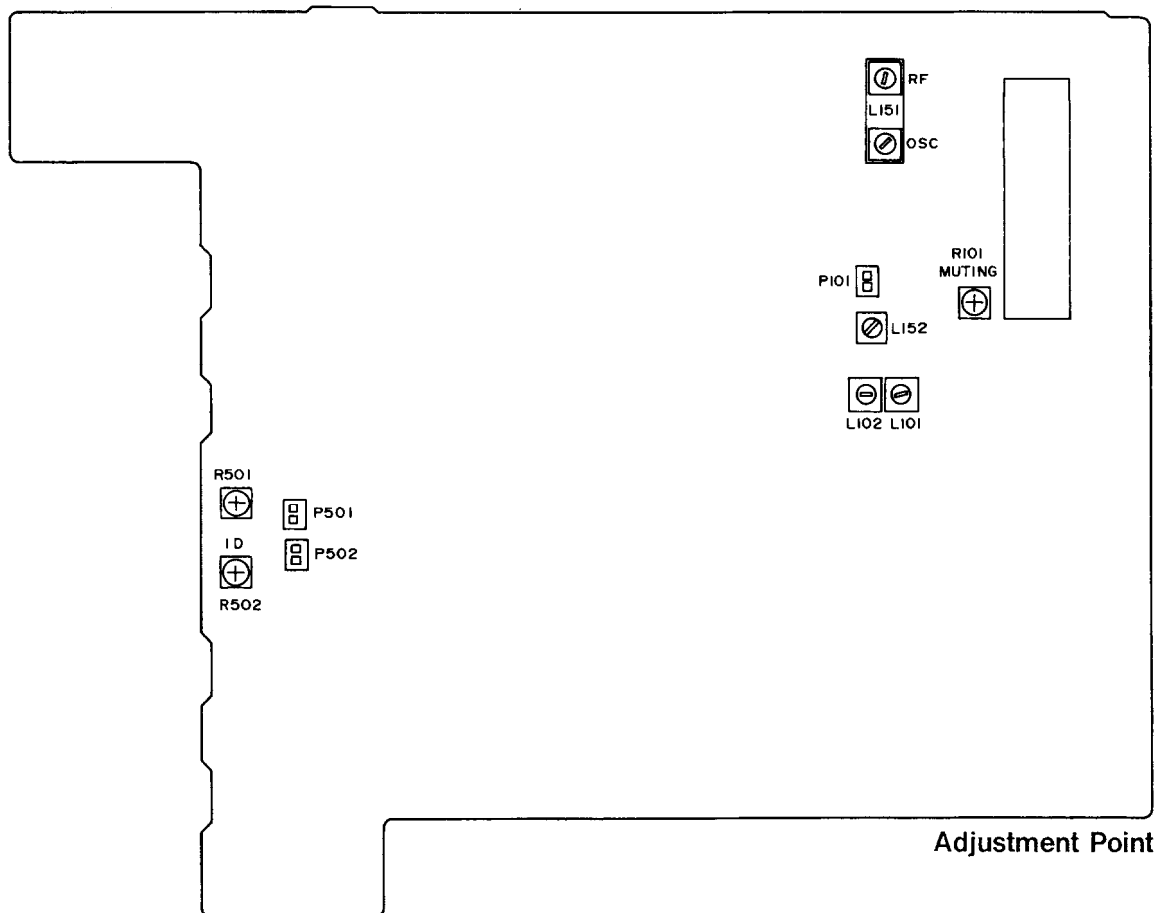 RF
L151
OSC
R101
MUTING
P101
L152
L102 L101
R501
P501
ID
P502
R502
Adjustment Point